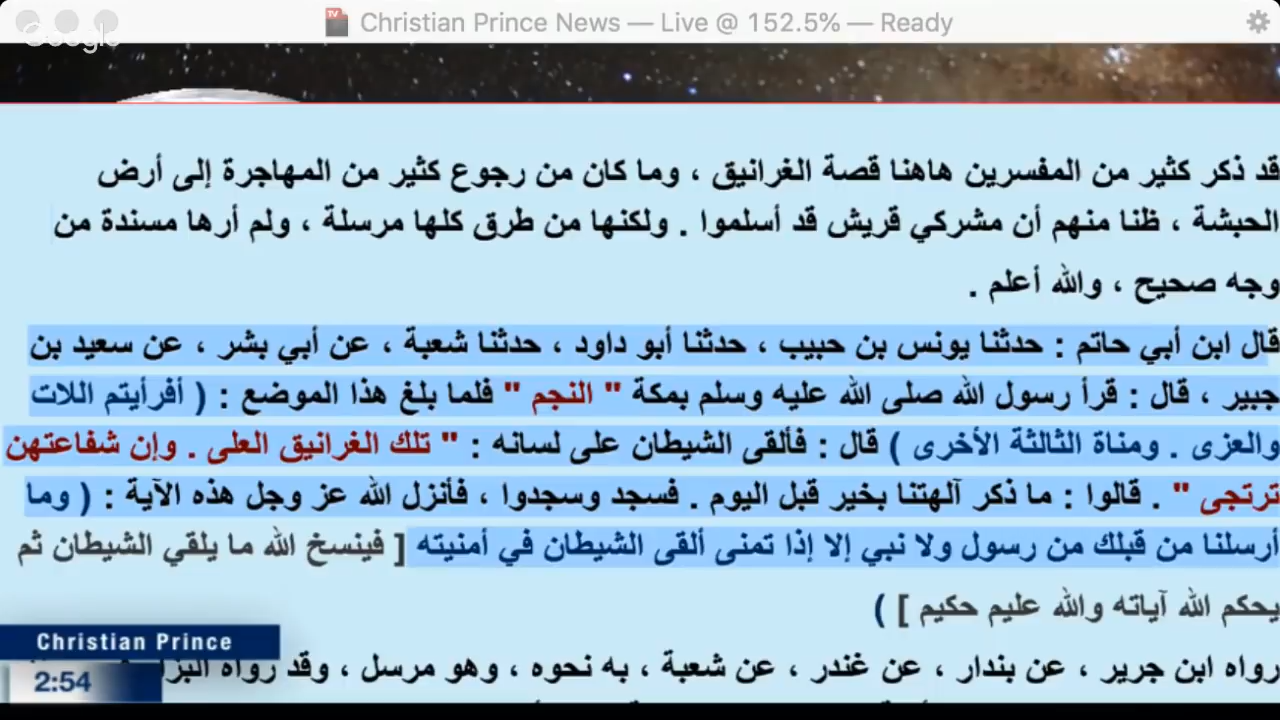 Christian Prince News — Live @ 152.5% — Ready
Google
قد ذكر كثير من المفسرين هاهنا قصة الغرانيق ، وما كان من رجوع كثير من المهاجرة إلى أرض
الحبشة ، ظنا منهم أن مشركي قريش قد أسلموا . ولكنها من طرق كلها مرسلة ، ولم أرها مسندة من
وجه صحيح ، والله أعلم .
قال ابن أبي حاتم : حدثنا يونس بن حبيب ، حدثنا أبو داود ، حدثنا شعبة ، عن أبي بشر ، عن سعيد بن
جبير ، قال : قرأ رسول الله صلى الله عليه وسلم بمكة " النجم " فلما بلغ هذا الموضع : ( أفرأيتم اللات
والعزى . ومناة الثالثة الأخرى ) قال : فألقى الشيطان على لسانه : " تلك الغرانيق العلى . وإن شفاعتهن
ترتجى " . قالوا : ما ذكر آلهتنا بخير قبل اليوم . فسجد وسجدوا ، فأنزل الله عز وجل هذه الآية : ( وما
أرسلنا من قبلك من رسول ولا نبي إلا إذا تمنى ألقى الشيطان في أمنيته [ فينسخ الله ما يلقي الشيطان ثم
يحكم الله آياته والله عليم حكيم ] )
رواه ابن جرير ، عن بندار ، عن غندر ، عن شعبة ، به نحوه ، وهو مرسل ، وقد رواه البزار
Christian Prince
2:54